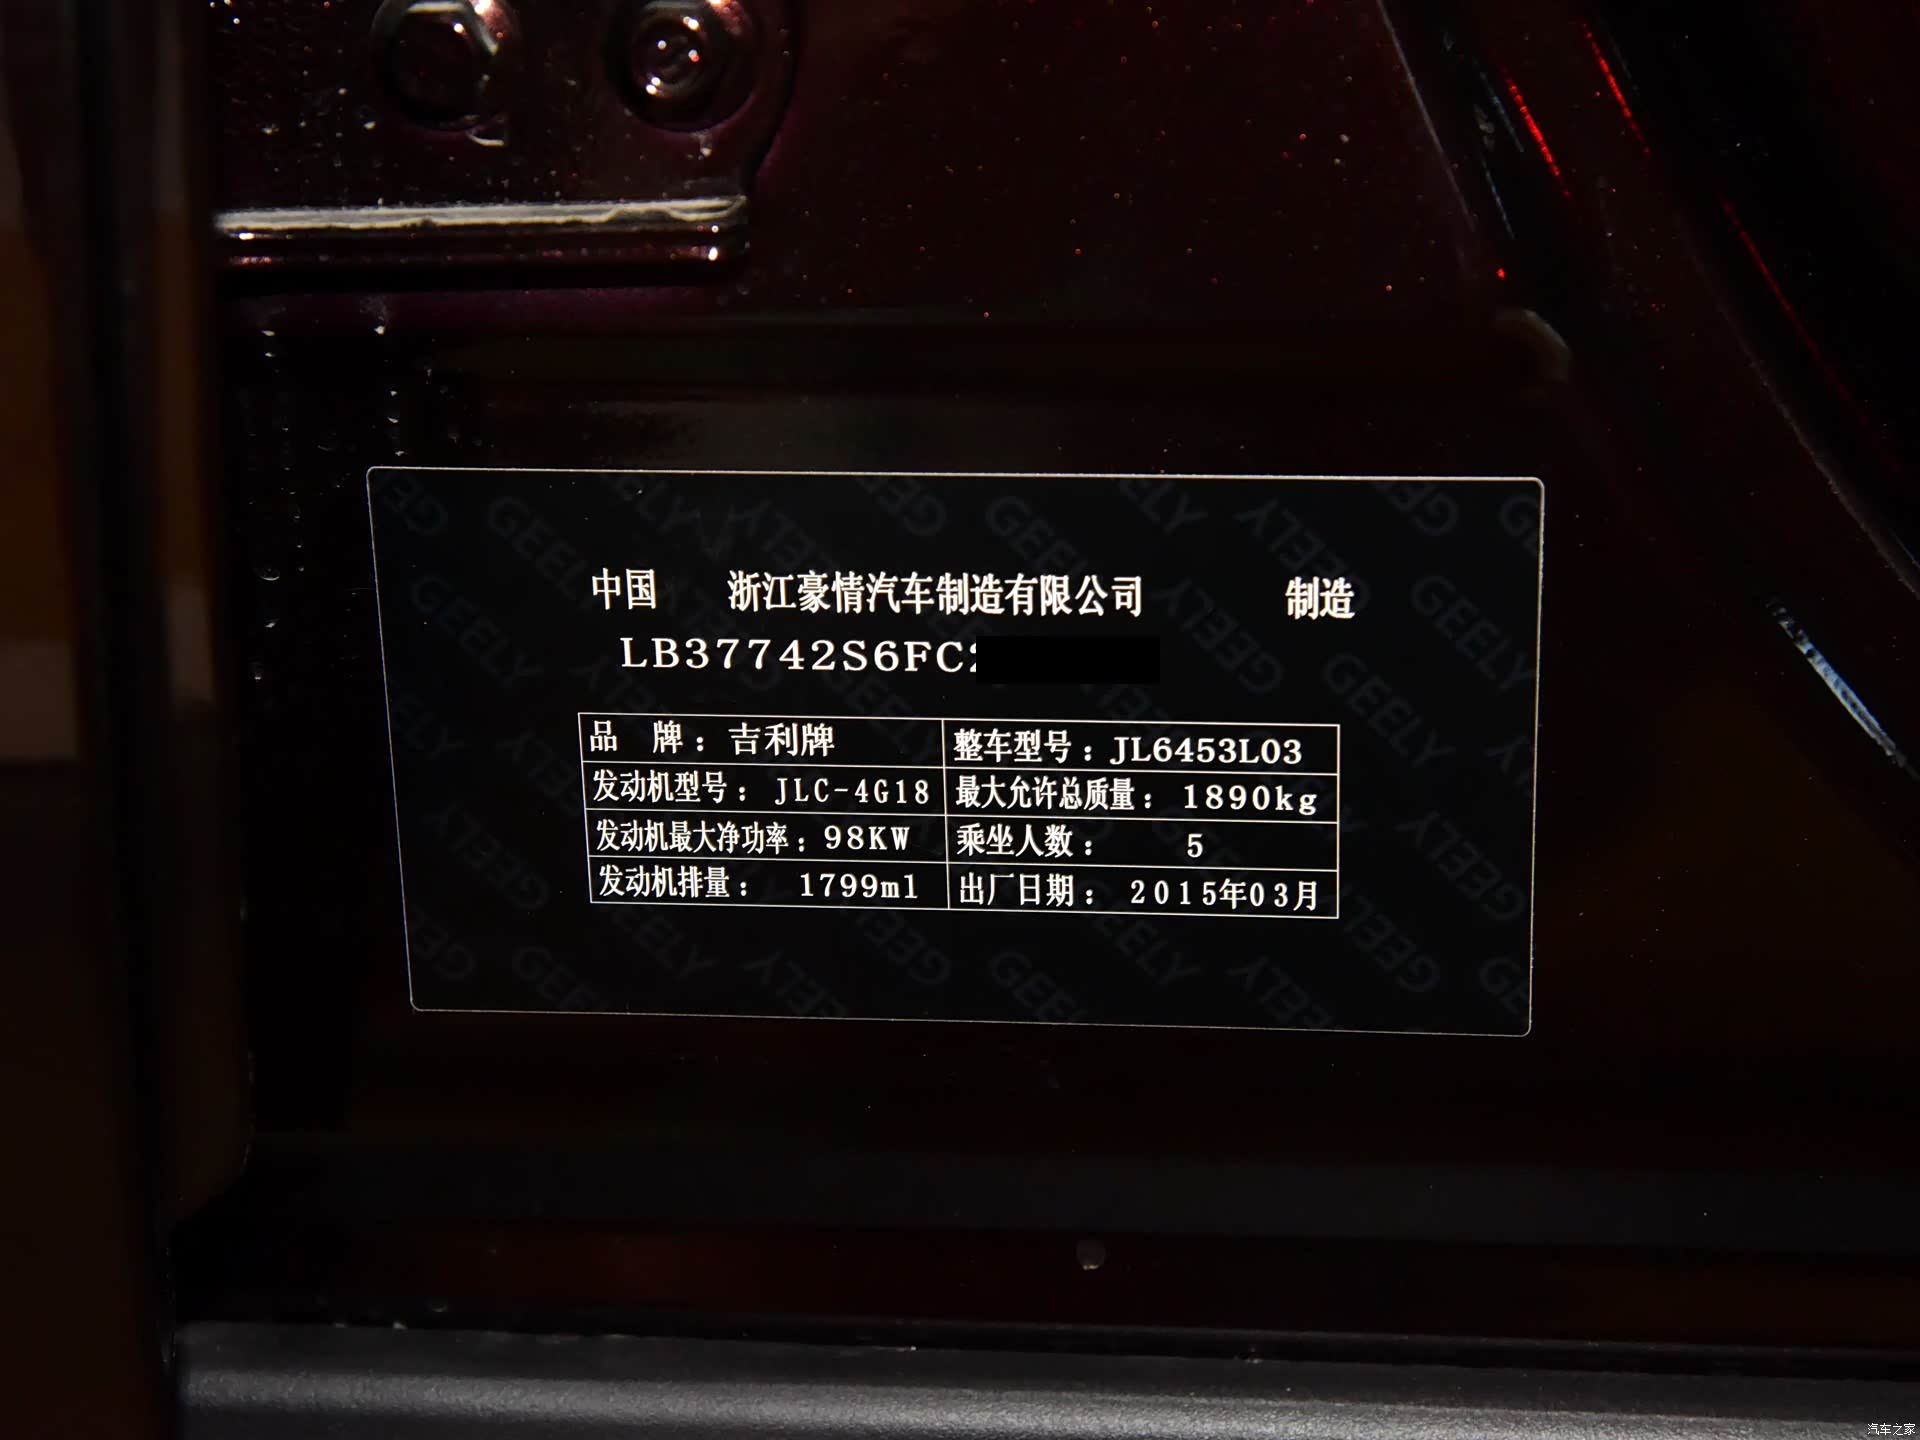 中国 浙江豪情汽车制造有限公司 制造
LB37742S6FC
品 牌：吉利牌 整车型号：JL6453L03
发动机型号：JLC-4G18 最大允许总质量：1890kg
发动机最大净功率：98KW 乘坐人数：5
发动机排量：1799ml 出厂日期：2015年03月
GEELY
汽车之家